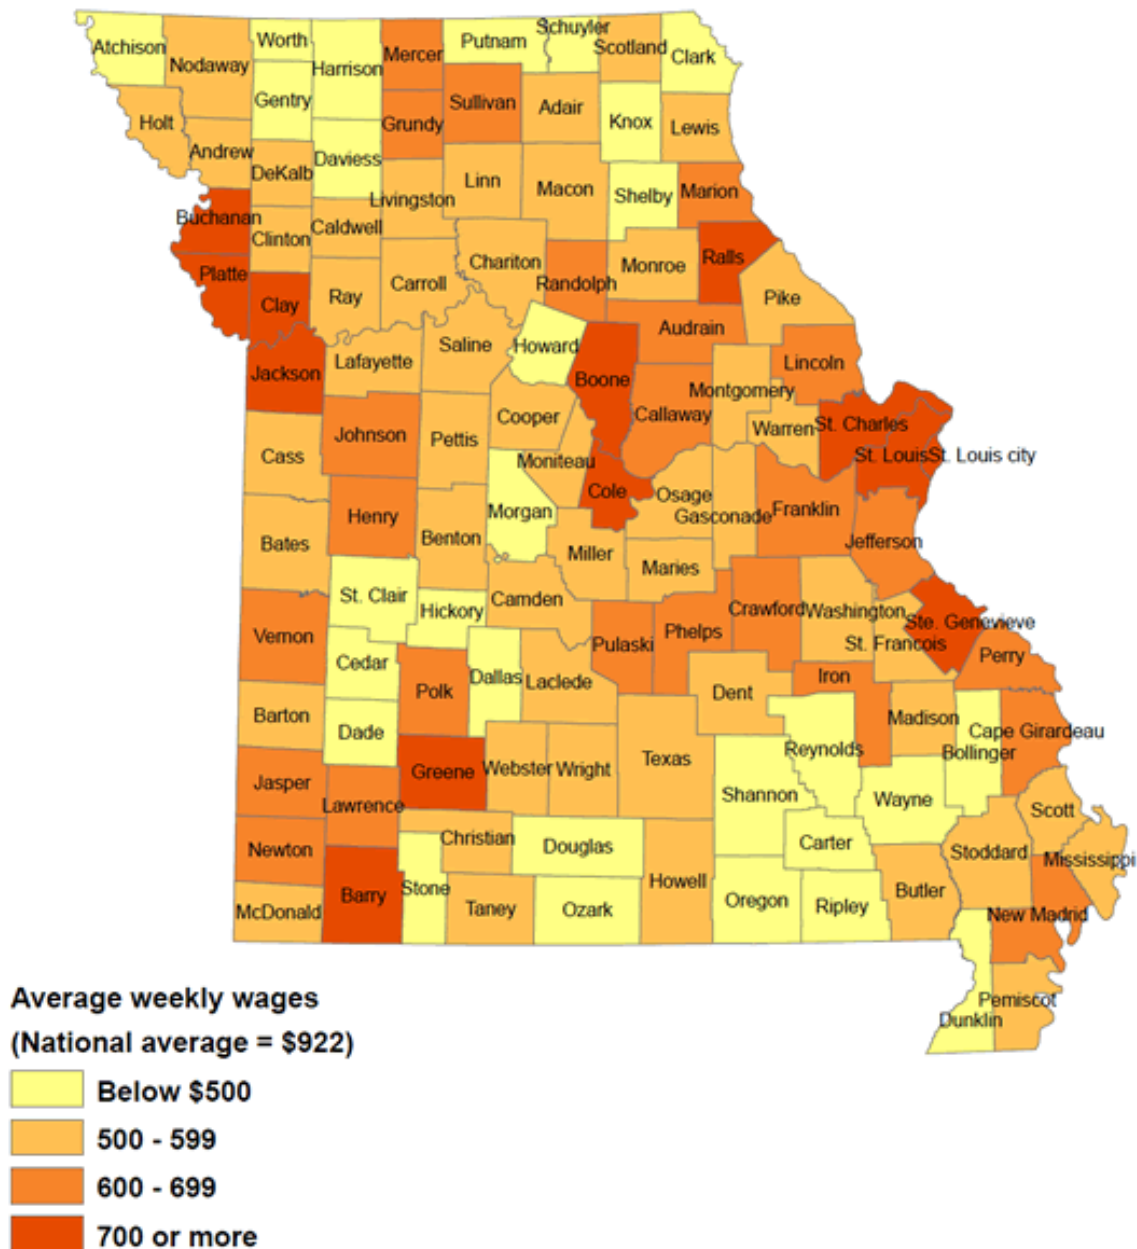 Atchison
Nodaway
Worth
Harrison
Mercer
Putnam
Schuyler
Scotland
Clark
Holt
Gentry
Grundy
Sullivan
Adair
Knox
Lewis
Andrew
DeKalb
Daviess
Livingston
Linn
Macon
Shelby
Marion
Buchanan
Clinton
Caldwell
Platte
Clay
Ray
Carroll
Chariton
Randolph
Monroe
Ralls
Pike
Jackson
Lafayette
Saline
Howard
Boone
Audrain
Lincoln
Callaway
Montgomery
Warren
St. Charles
St. Louis
St. Louis city
Cass
Johnson
Pettis
Cooper
Moniteau
Cole
Osage
Gasconade
Franklin
Jefferson
Bates
Henry
Benton
Morgan
Miller
Maries
St. Clair
Hickory
Camden
Pulaski
Phelps
Crawford
Washington
St. Francois
Ste. Genevieve
Perry
Vernon
Cedar
Polk
Dallas
Laclede
Dent
Iron
Madison
Bollinger
Cape Girardeau
Barton
Dade
Greene
Webster
Wright
Texas
Reynolds
Shannon
Wayne
Scott
Jasper
Lawrence
Christian
Douglas
Carter
Stoddard
Mississippi
Newton
Barry
Stone
Taney
Ozark
Howell
Oregon
Ripley
Butler
New Madrid
McDonald
Pemiscot
Dunklin
Average weekly wages
(National average = $922)
Below $500
500 - 599
600 - 699
700 or more